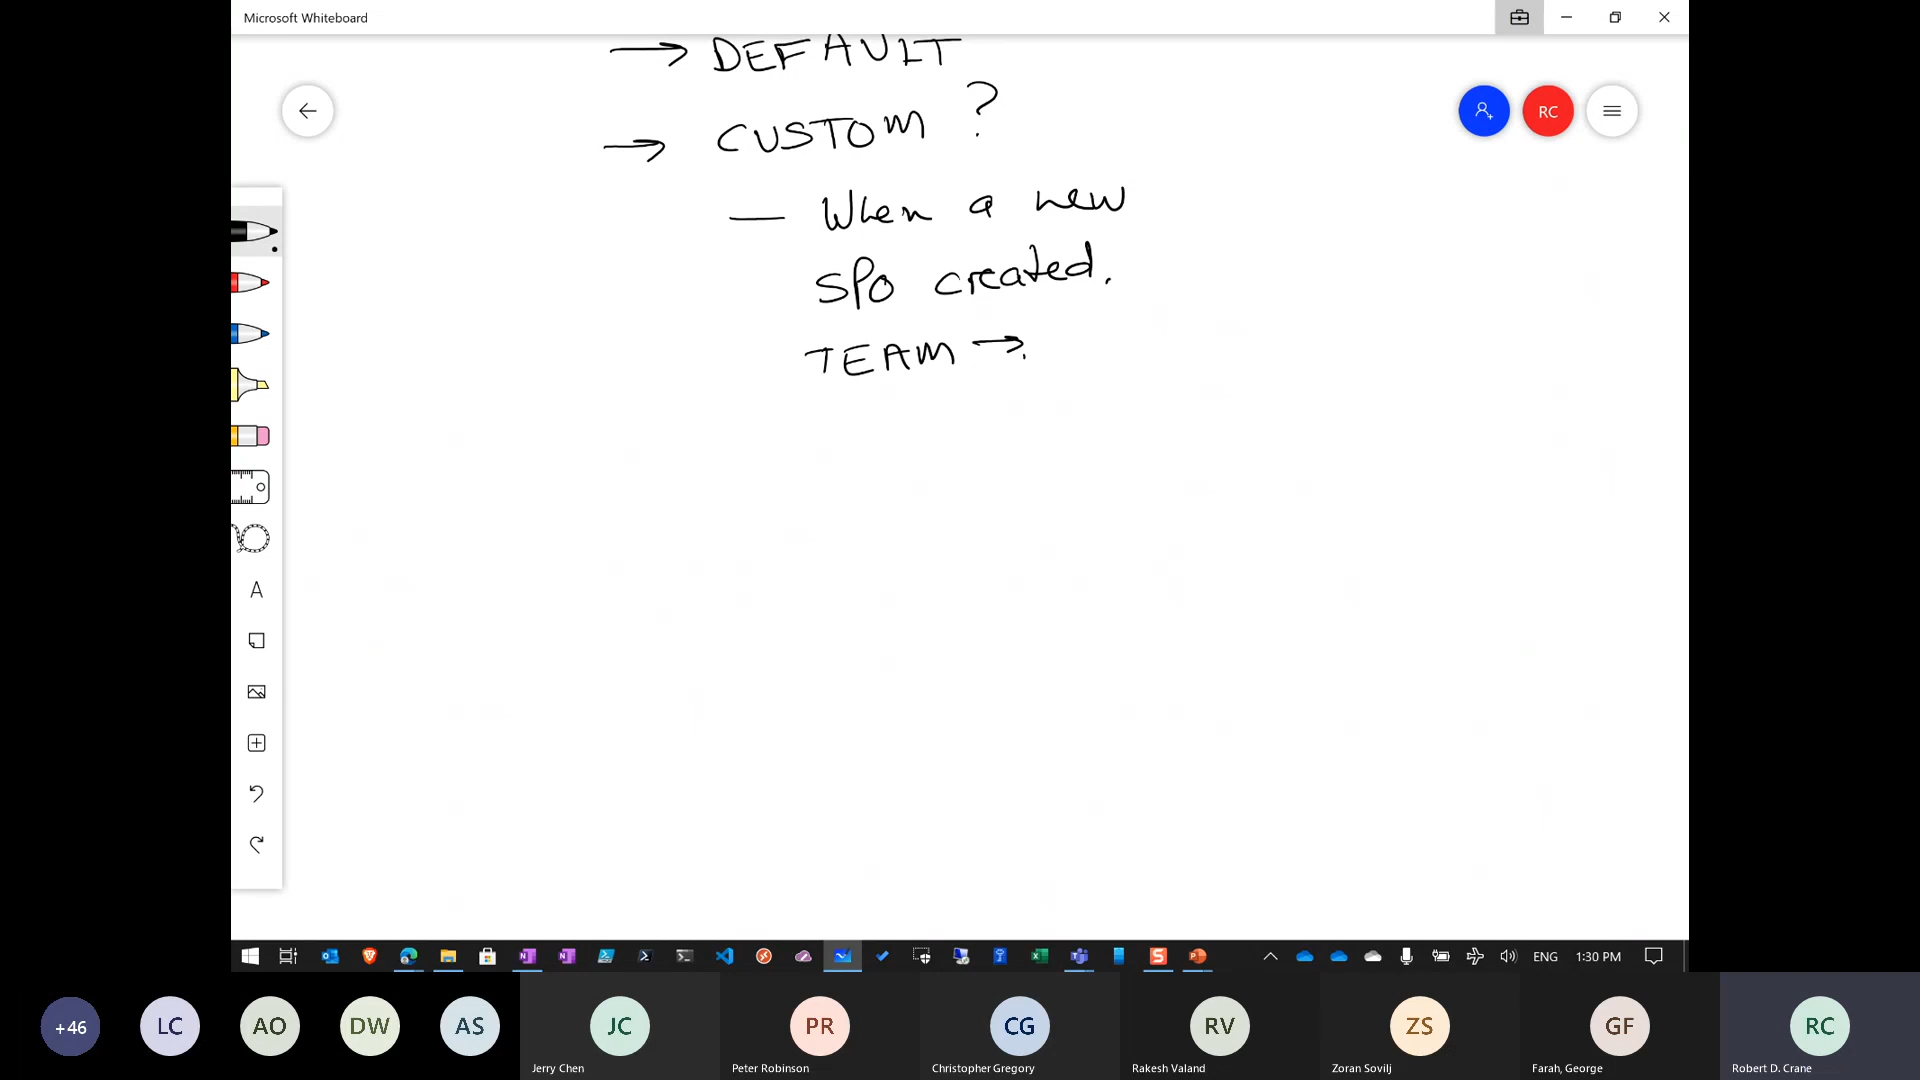 Microsoft Whiteboard
→ DEFAULT
→ CUSTOM ?
RC
— When a new
SPO created.
TEAM →
A
ENG 1:30 PM
+46 LC AO DW AS JC PR CG RV ZS GF RC
Jerry Chen Peter Robinson Christopher Gregory Rakesh Valand Zoran Sovilj Farah, George Robert D. Crane